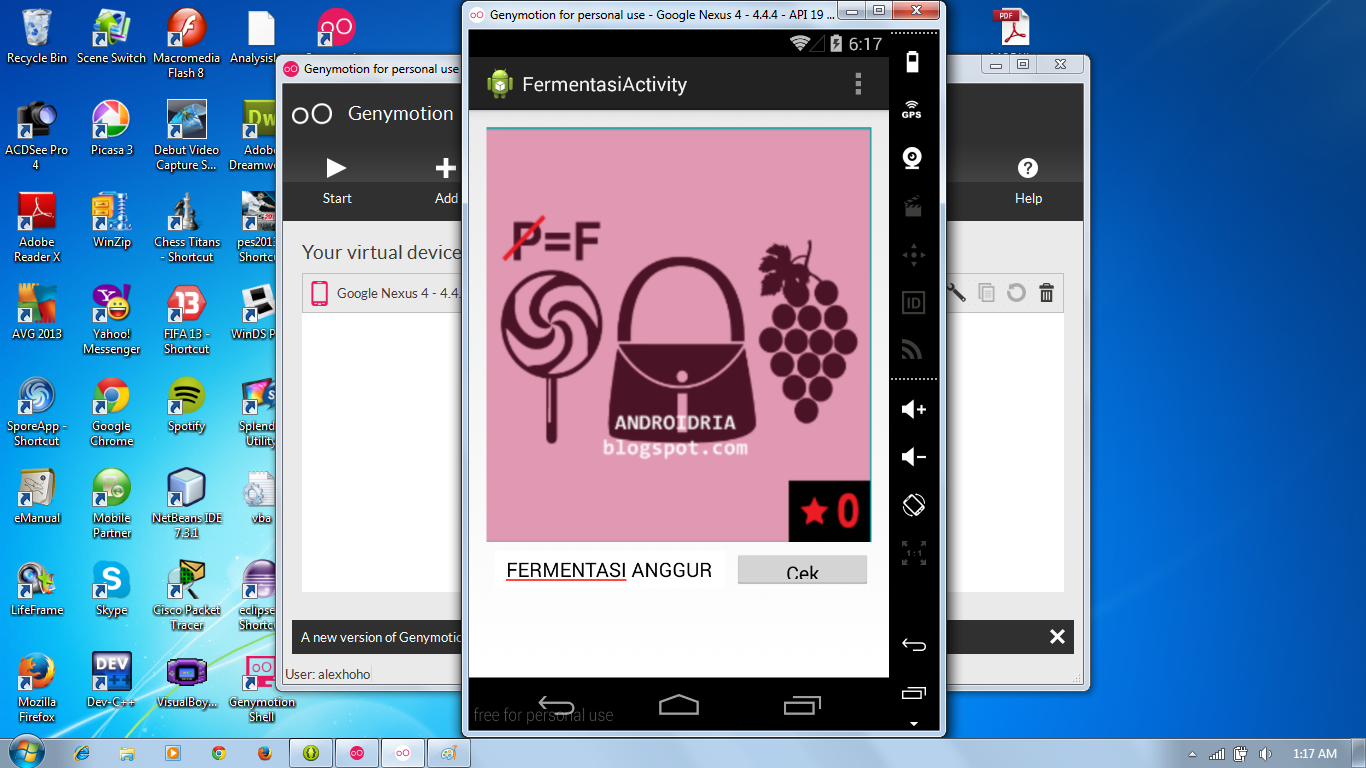 Recycle Bin
Scene Switch
Macromedia
Flash 8
Analysis
ACDSee Pro
4
Picasa 3
Debut Video
Capture S...
Adobe
Dreamwe
Adobe
Reader X
WinZip
Chess Titans
- Shortcut
pes201
Shortcu
AVG 2013
Yahoo!
Messenger
FIFA 13 -
Shortcut
WinDS P
SporeApp -
Shortcut
Google
Chrome
Spotify
Splend
Utility
eManual
Mobile
Partner
NetBeans IDE
7.3.1
vba
LifeFrame
Skype
Cisco Packet
Tracer
eclipse
Shortc
Mozilla
Firefox
Dev-C++
VisualBoy...
Genymotion
Shell
Genymotion for personal use
Genymotion
Start
Add
Help
Your virtual device
Google Nexus 4 - 4.4.
A new version of Genymotio
User: alexhoho
Genymotion for personal use - Google Nexus 4 - 4.4.4 - API 19 ...
6:17
FermentasiActivity
P=F
ANDROIDRIA
blogspot.com
0
FERMENTASI ANGGUR
Cek
free for personal use
GPS
ID
1:1
PDF
1:17 AM